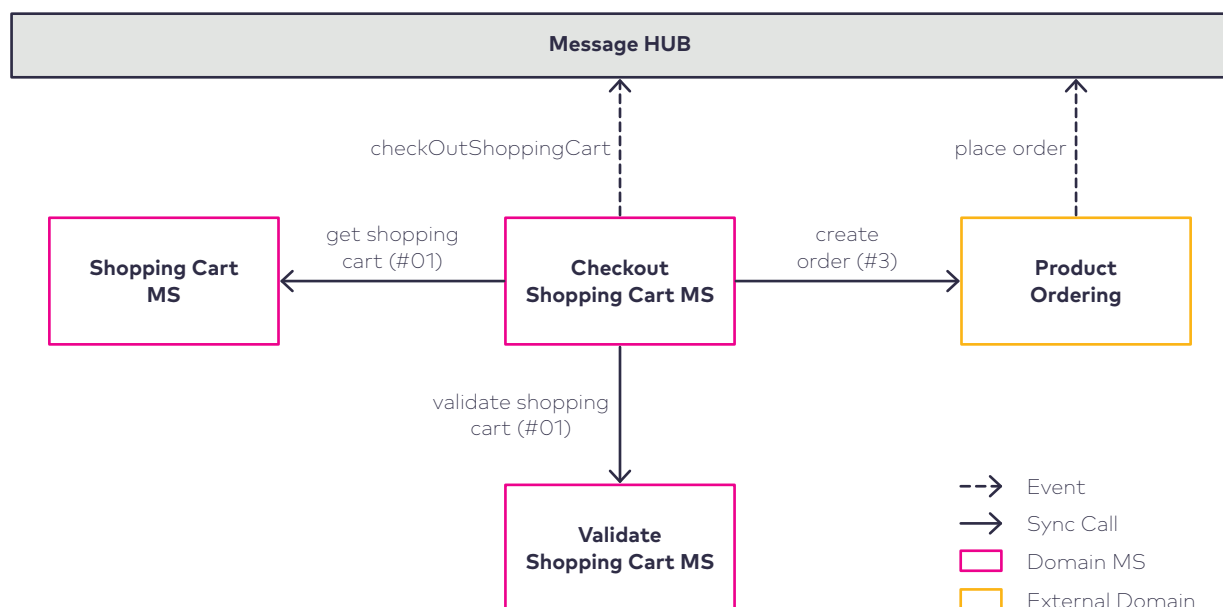 Message HUB
checkOutShoppingCart
place order
get shopping
cart (#01)
create
order (#3)
Shopping Cart
MS
Checkout
Shopping Cart MS
Product
Ordering
validate shopping
cart (#01)
Validate
Shopping Cart MS
Event
Sync Call
Domain MS
External Domain